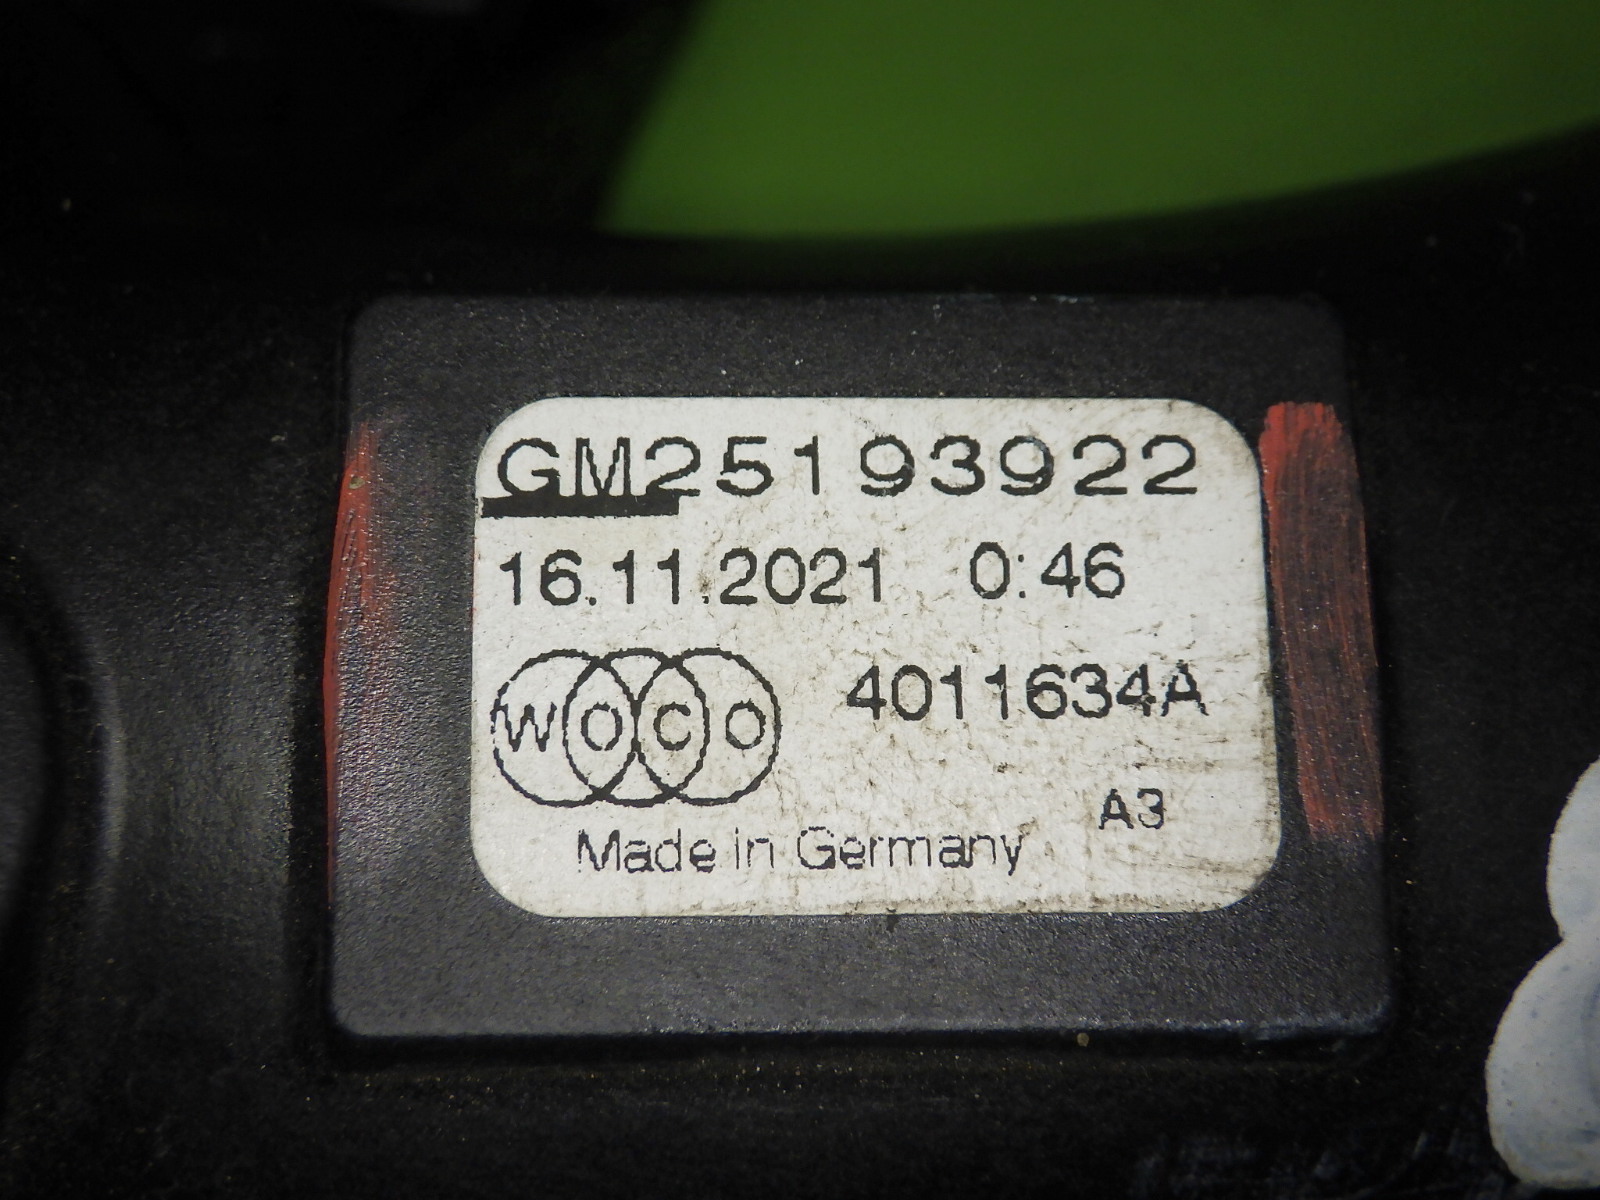 GM25193922
16.11.2021 0:46
WOCO 4011634A
A3
Made in Germany